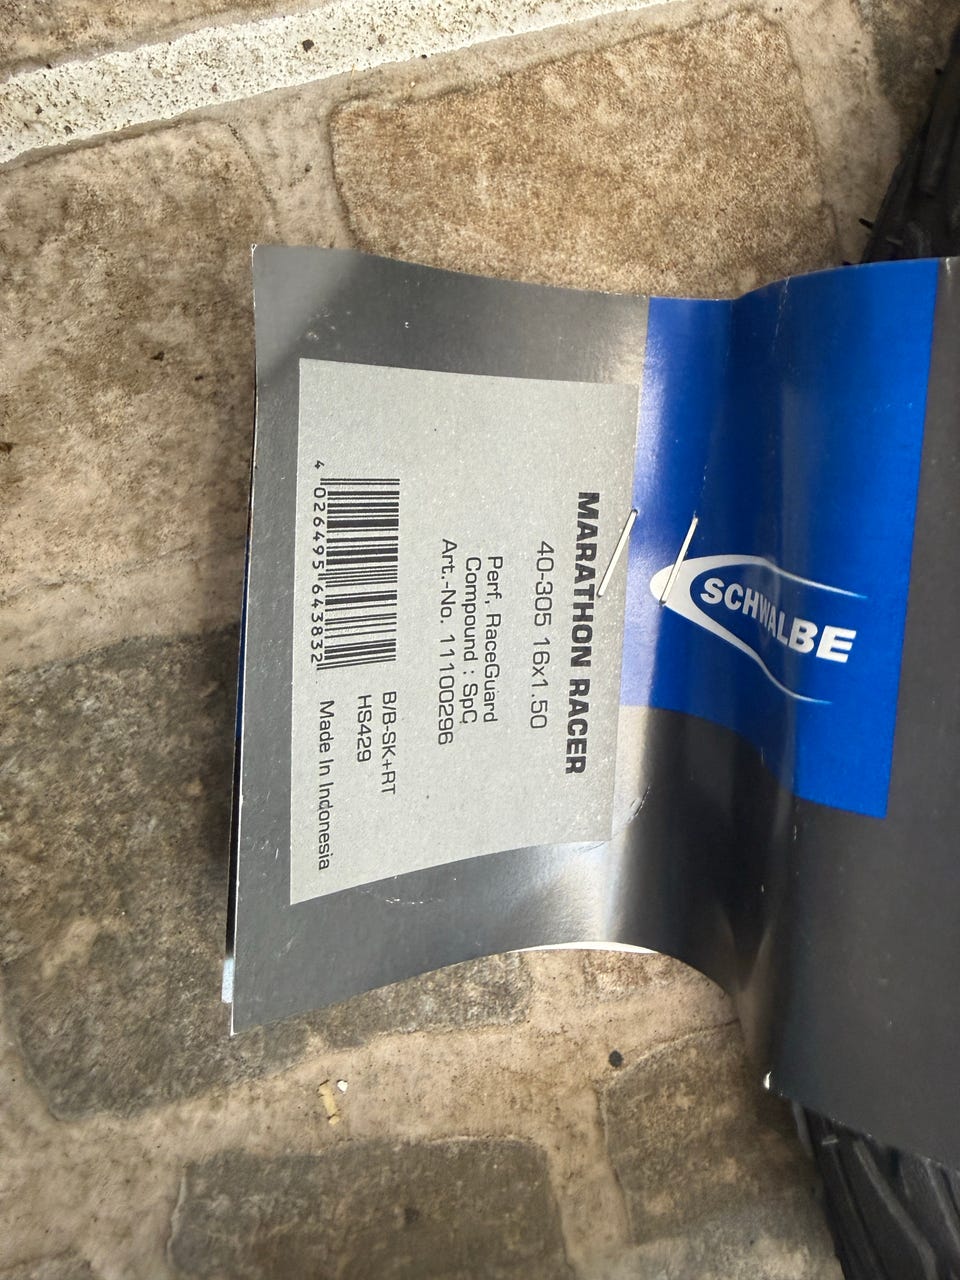 SCHWALBE
MARATHON RACER
40-305 16x1.50
Perf, RaceGuard
Compound : SpC,
Art.-No. 11100296
B/B-SK+RT
HS429
4 026495 643832
Made In Indonesia